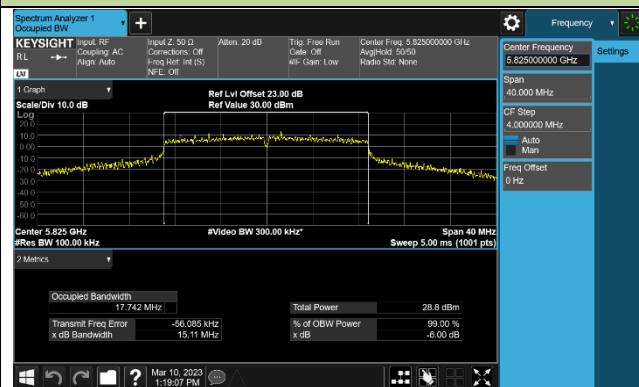 Spectrum Analyzer 1
Occupied BW
Frequency
KEYSIGHT
RL
LXI
Input: RF
Coupling: AC
Align: Auto
Input Z: 50 Ω
Corrections: Off
Freq Ref: Int (S)
NFE: Off
Atten: 20 dB
Trig: Free Run
Gate: Off
#IF Gain: Low
Center Freq: 5.825000000 GHz
Avg|Hold: 50/50
Radio Std: None
Center Frequency
5.825000000 GHz
Settings
Span
40.000 MHz
CF Step
4.000000 MHz
Auto
Man
Freq Offset
0 Hz
1 Graph
Scale/Div 10.0 dB
Ref Lvl Offset 23.00 dB
Ref Value 30.00 dBm
Log
20.0
10.0
0.00
-10.0
-20.0
-30.0
-40.0
-50.0
-60.0
Center 5.825 GHz
#Res BW 100.00 kHz
#Video BW 300.00 kHz*
Span 40 MHz
Sweep 5.00 ms (1001 pts)
2 Metrics
Occupied Bandwidth
17.742 MHz
Total Power 28.8 dBm
Transmit Freq Error -56.085 kHz
% of OBW Power 99.00 %
x dB Bandwidth 15.11 MHz
x dB -6.00 dB
Mar 10, 2023
1:19:07 PM